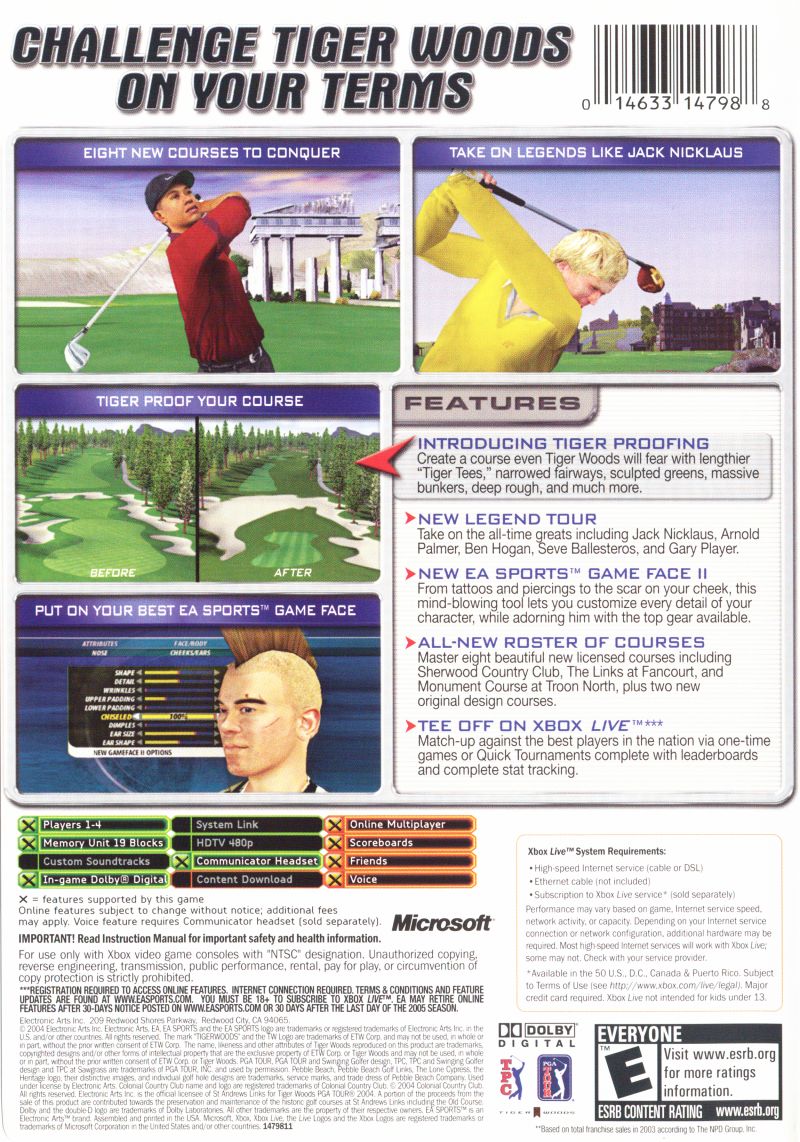 CHALLENGE TIGER WOODS
ON YOUR TERMS
0 14633 14798 8
EIGHT NEW COURSES TO CONQUER
TAKE ON LEGENDS LIKE JACK NICKLAUS
TIGER PROOF YOUR COURSE
BEFORE
AFTER
PUT ON YOUR BEST EA SPORTS™ GAME FACE
ATTRIBUTES
NOSE
FACE/BODY
CHEEKS/EARS
SHAPE
DETAIL
WRINKLES
UPPER PADDING
LOWER PADDING
CHISELED 100%
DIMPLES
EAR SIZE
EAR SHAPE
NEW GAMEFACE II OPTIONS
FEATURES
INTRODUCING TIGER PROOFING
Create a course even Tiger Woods will fear with lengthier
"Tiger Tees," narrowed fairways, sculpted greens, massive
bunkers, deep rough, and much more.
NEW LEGEND TOUR
Take on the all-time greats including Jack Nicklaus, Arnold
Palmer, Ben Hogan, Seve Ballesteros, and Gary Player.
NEW EA SPORTS™ GAME FACE II
From tattoos and piercings to the scar on your cheek, this
mind-blowing tool lets you customize every detail of your
character, while adorning him with the top gear available.
ALL-NEW ROSTER OF COURSES
Master eight beautiful new licensed courses including
Sherwood Country Club, The Links at Fancourt, and
Monument Course at Troon North, plus two new
original design courses.
TEE OFF ON XBOX LIVE™***
Match-up against the best players in the nation via one-time
games or Quick Tournaments complete with leaderboards
and complete stat tracking.
X Players 1-4
System Link
X Online Multiplayer
X Memory Unit 19 Blocks
HDTV 480p
X Scoreboards
Custom Soundtracks
X Communicator Headset
X Friends
X In-game Dolby® Digital
Content Download
X Voice
X = features supported by this game
Online features subject to change without notice; additional fees
may apply. Voice feature requires Communicator headset (sold separately).
Microsoft®
IMPORTANT! Read Instruction Manual for important safety and health information.
For use only with Xbox video game consoles with "NTSC" designation. Unauthorized copying,
reverse engineering, transmission, public performance, rental, pay for play, or circumvention of
copy protection is strictly prohibited.
***REGISTRATION REQUIRED TO ACCESS ONLINE FEATURES. INTERNET CONNECTION REQUIRED. TERMS & CONDITIONS AND FEATURE
UPDATES ARE FOUND AT WWW.EASPORTS.COM. YOU MUST BE 18+ TO SUBSCRIBE TO XBOX LIVE™. EA MAY RETIRE ONLINE
FEATURES AFTER 30-DAYS NOTICE POSTED ON WWW.EASPORTS.COM OR 30 DAYS AFTER THE LAST DAY OF THE 2005 SEASON.
Electronic Arts Inc. 209 Redwood Shores Parkway, Redwood City, CA 94065.
© 2004 Electronic Arts Inc. Electronic Arts, EA, EA SPORTS and the EA SPORTS logo are trademarks or registered trademarks of Electronic Arts Inc. in the
U.S. and/or other countries. All rights reserved. The mark "TIGERWOODS" and the TW Logo are trademarks of ETW Corp. and may not be used, in whole or
in part, without the prior written consent of ETW Corp. The name, likeness and other attributes of Tiger Woods reproduced on this product are trademarks,
copyrighted designs and/or other forms of intellectual property that are the exclusive property of ETW Corp. or Tiger Woods and may not be used, in whole
or in part, without the prior written consent of ETW Corp. or Tiger Woods. PGA TOUR, PGA TOUR and Swinging Golfer design, TPC, TPC and Swinging Golfer
design and TPC at Sawgrass are trademarks of PGA TOUR, INC. and used by permission. Pebble Beach, Pebble Beach Golf Links, The Lone Cypress, the
Heritage logo, their distinctive images, and individual golf hole designs are trademarks, service marks, and trade dress of Pebble Beach Company, Used
under license by Electronic Arts. Colonial Country Club name and logo are registered trademarks of Colonial Country Club. © 2004 Colonial Country Club. All
rights reserved. Electronic Arts Inc. is the official licensee of St Andrews Links for Tiger Woods PGA TOUR® 2004. A portion of the proceeds from the
sale of this product are contributed towards the preservation and maintenance of the historic golf courses at St Andrews Links including the Old Course.
Dolby and the double-D logo are trademarks of Dolby Laboratories. All other trademarks are the property of their respective owners. EA SPORTS™ is an
Electronic Arts™ brand. Assembled and printed in the USA. Microsoft, Xbox, Xbox Live, the Live Logos and the Xbox Logos are registered trademarks or
trademarks of Microsoft Corporation in the United States and/or other countries. 1479811
Xbox Live™ System Requirements:
• High-speed Internet service (cable or DSL)
• Ethernet cable (not included)
• Subscription to Xbox Live service* (sold separately)
Performance may vary based on game, Internet service speed,
network activity, or capacity. Depending on your Internet service
connection or network configuration, additional hardware may be
required. Most high speed Internet services will work with Xbox Live;
some may not. Check with your service provider.
*Available in the 50 U.S., D.C., Canada & Puerto Rico. Subject
to Terms of Use (see http://www.xbox.com/live/legal). Major
credit card required. Xbox Live not intended for kids under 13.
DOLBY
DIGITAL
TPC
PGA TOUR
TIGER WOODS
EVERYONE
E
™
Visit www.esrb.org
for more ratings
information.
ESRB CONTENT RATING www.esrb.org
**Based on total franchise sales in 2003 according to The NPD Group, Inc.